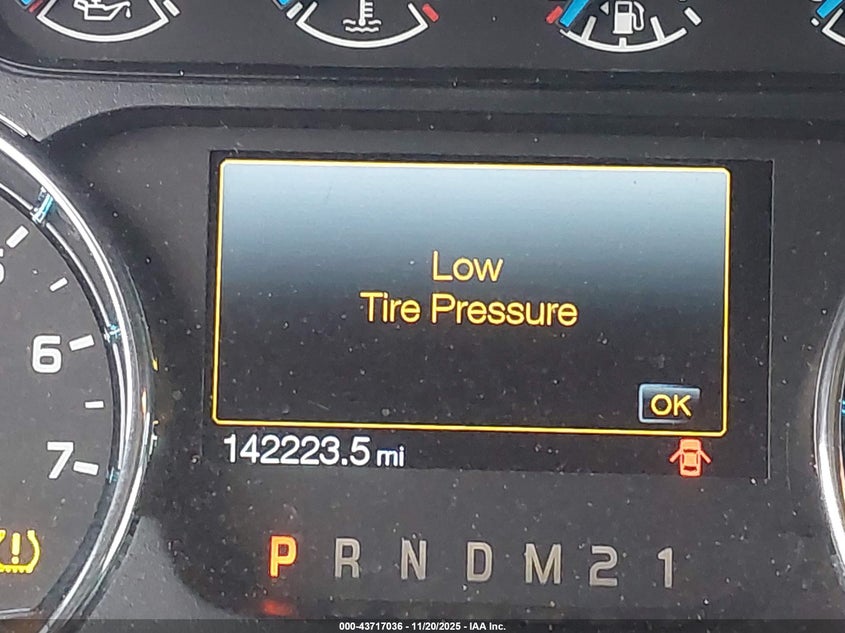 Low
Tire Pressure
OK
142223.5 mi
6
7
P R N D M 2 1
000-43717036 - 11/20/2025 - IAA Inc.